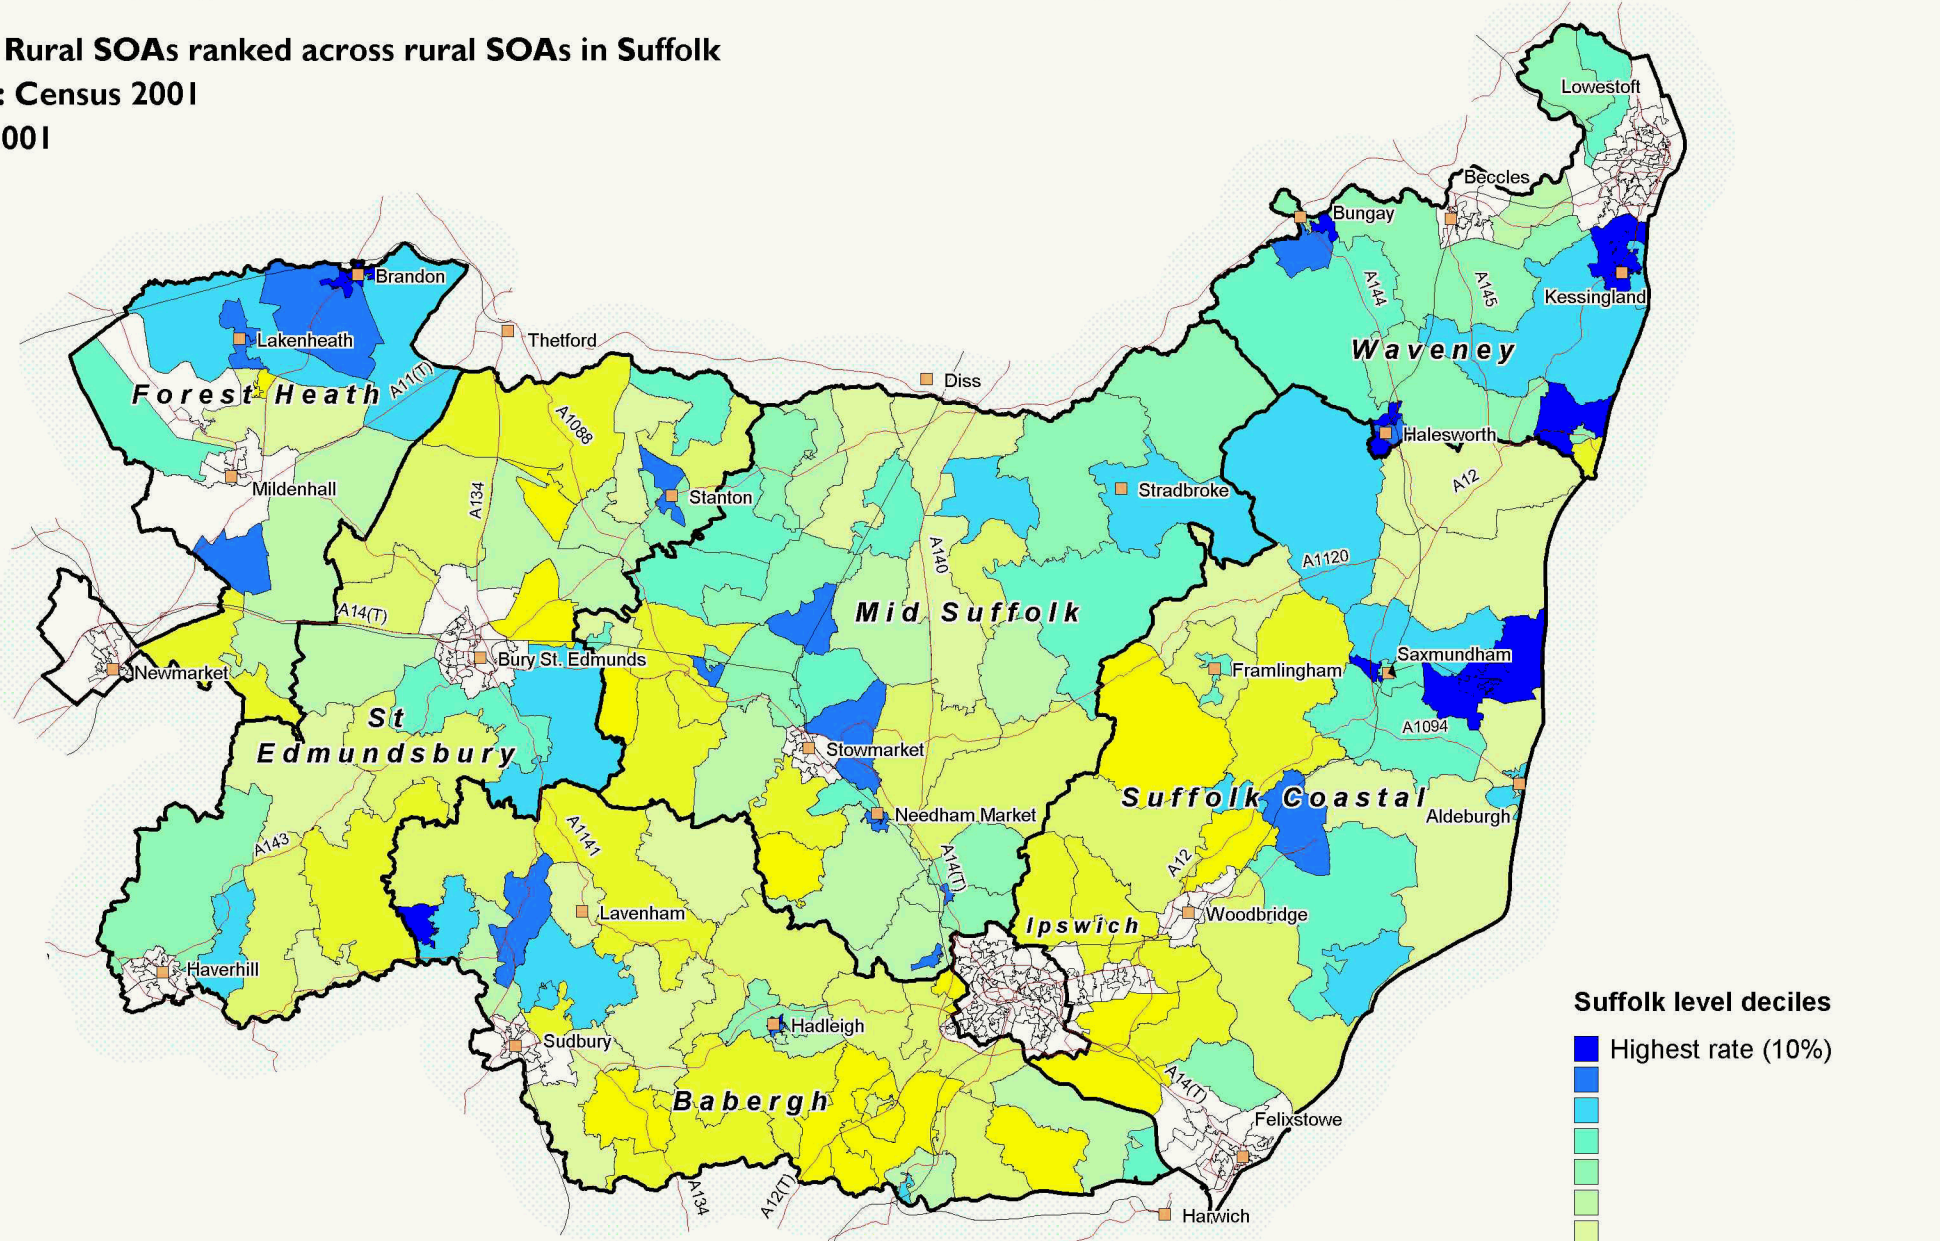 Rural SOAs ranked across rural SOAs in Suffolk
: Census 2001
001
Lowestoft
Beccles
Bungay
Kessingland
A144
A145
Waveney
Brandon
Lakenheath
Thetford
Forest Heath
A11(T)
Diss
A1088
Halesworth
A12
Mildenhall
A134
Stanton
Stradbroke
A140
A1120
A14(T)
Mid Suffolk
Newmarket
Bury St. Edmunds
Framlingham
Saxmundham
St
Edmundsbury
A1094
Stowmarket
Suffolk Coastal
Aldeburgh
Needham Market
A143
A1141
A14(T)
A12
Lavenham
Ipswich
Woodbridge
Haverhill
Hadleigh
Sudbury
Babergh
A14(T)
Felixstowe
A134
A12(T)
Harwich
Suffolk level deciles
Highest rate (10%)